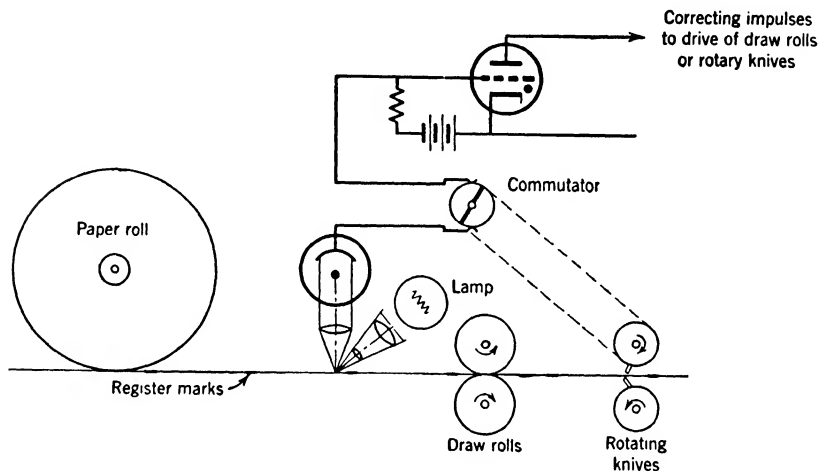 Correcting impulses
to drive of draw rolls
or rotary knives
Commutator
Paper roll
Lamp
Register marks
Draw rolls
Rotating
knives